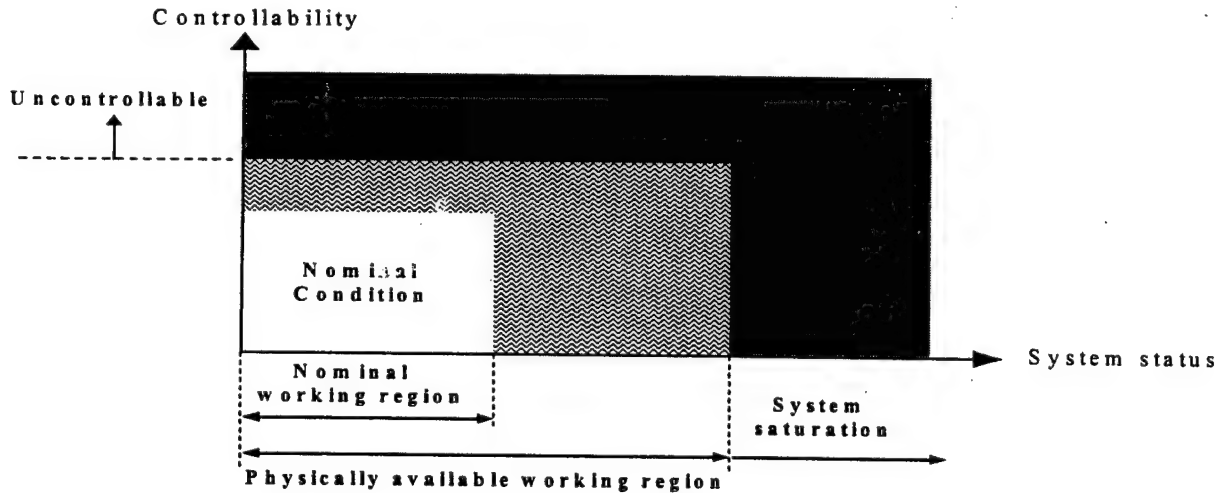 Controllability
Uncontrollable
Nominal
Condition
System status
Nominal
working region
System
saturation
Physically available working region